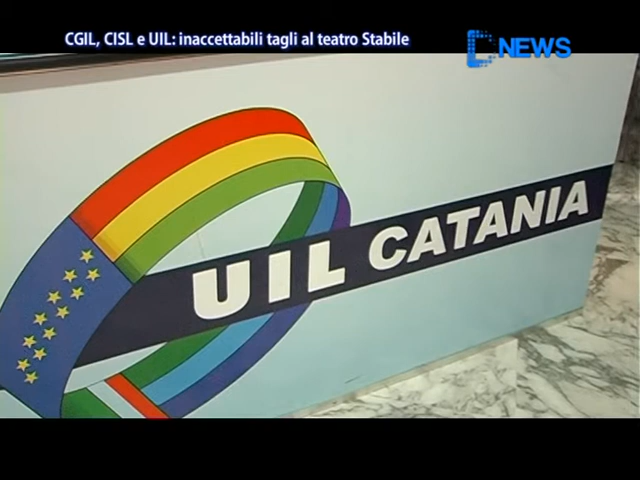 CGIL, CISL e UIL: inaccettabili tagli al teatro Stabile
NEWS
UIL CATANIA